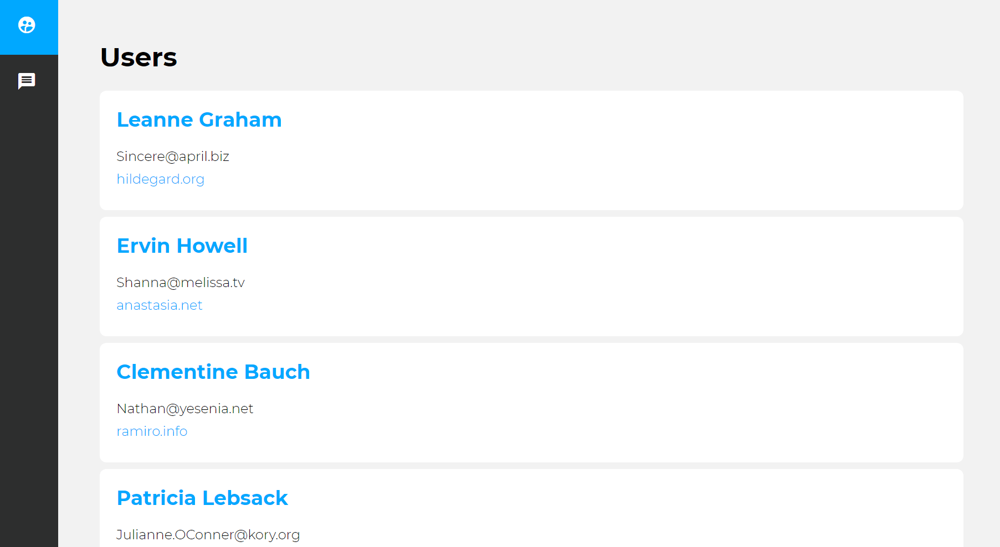 Users
Leanne Graham
Sincere@april.biz
hildegard.org
Ervin Howell
Shanna@melissa.tv
anastasia.net
Clementine Bauch
Nathan@yesenia.net
ramiro.info
Patricia Lebsack
Julianne.OConner@kory.org